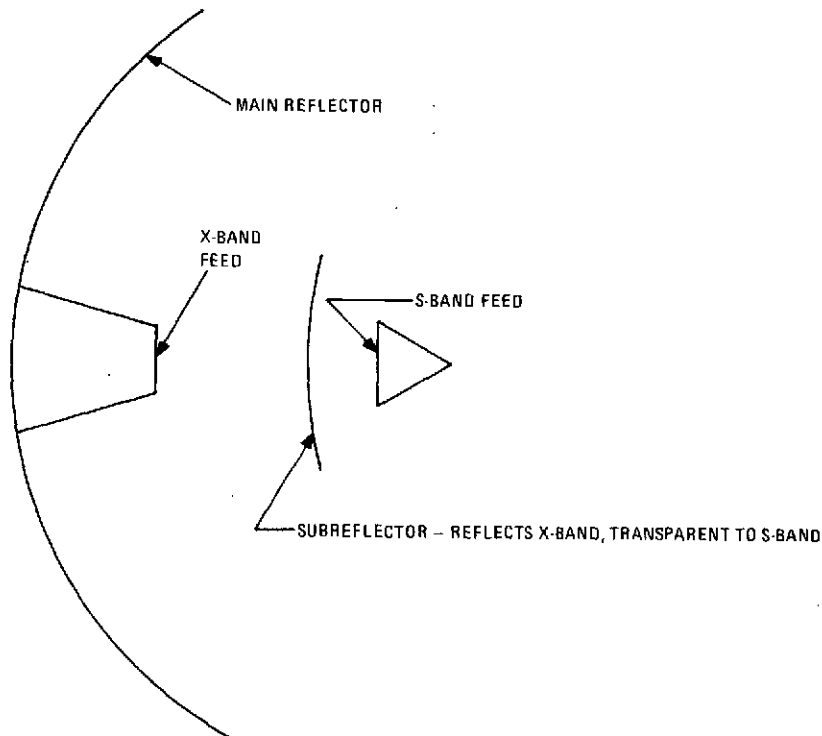 MAIN REFLECTOR
X-BAND
FEED
S-BAND FEED
SUBREFLECTOR – REFLECTS X-BAND, TRANSPARENT TO S-BAND